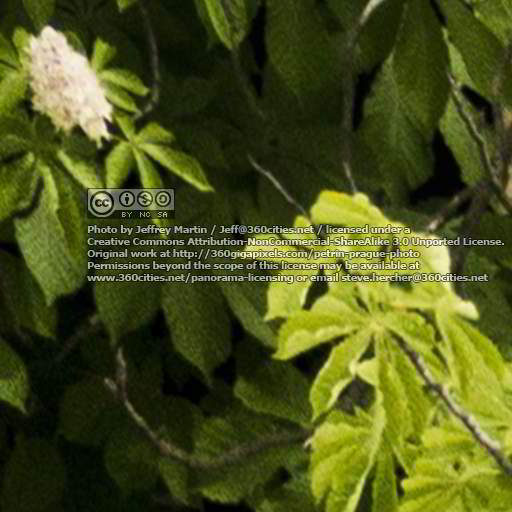 cc
BY NC SA
Photo by Jeffrey Martin / Jeff@360cities.net / licensed under a
Creative Commons Attribution-NonCommercial-ShareAlike 3.0 Unported License.
Original work at http://360gigapixels.com/petrin-prague-photo
Permissions beyond the scope of this license may be available at
www.360cities.net/panorama-licensing or email steve.hercher@360cities.net